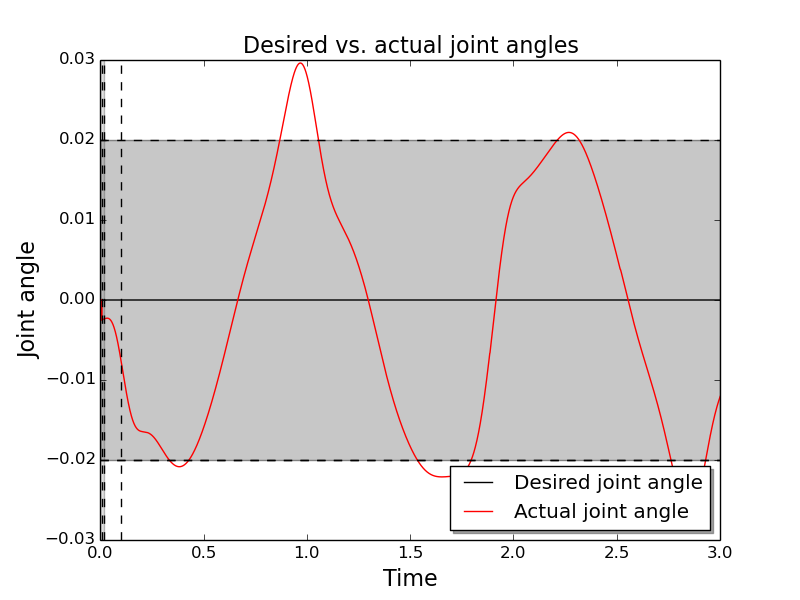 Desired vs. actual joint angles
0.03
0.02
0.01
0.00
−0.01
−0.02
−0.03
Joint angle
Desired joint angle
Actual joint angle
0.0 0.5 1.0 1.5 2.0 2.5 3.0
Time